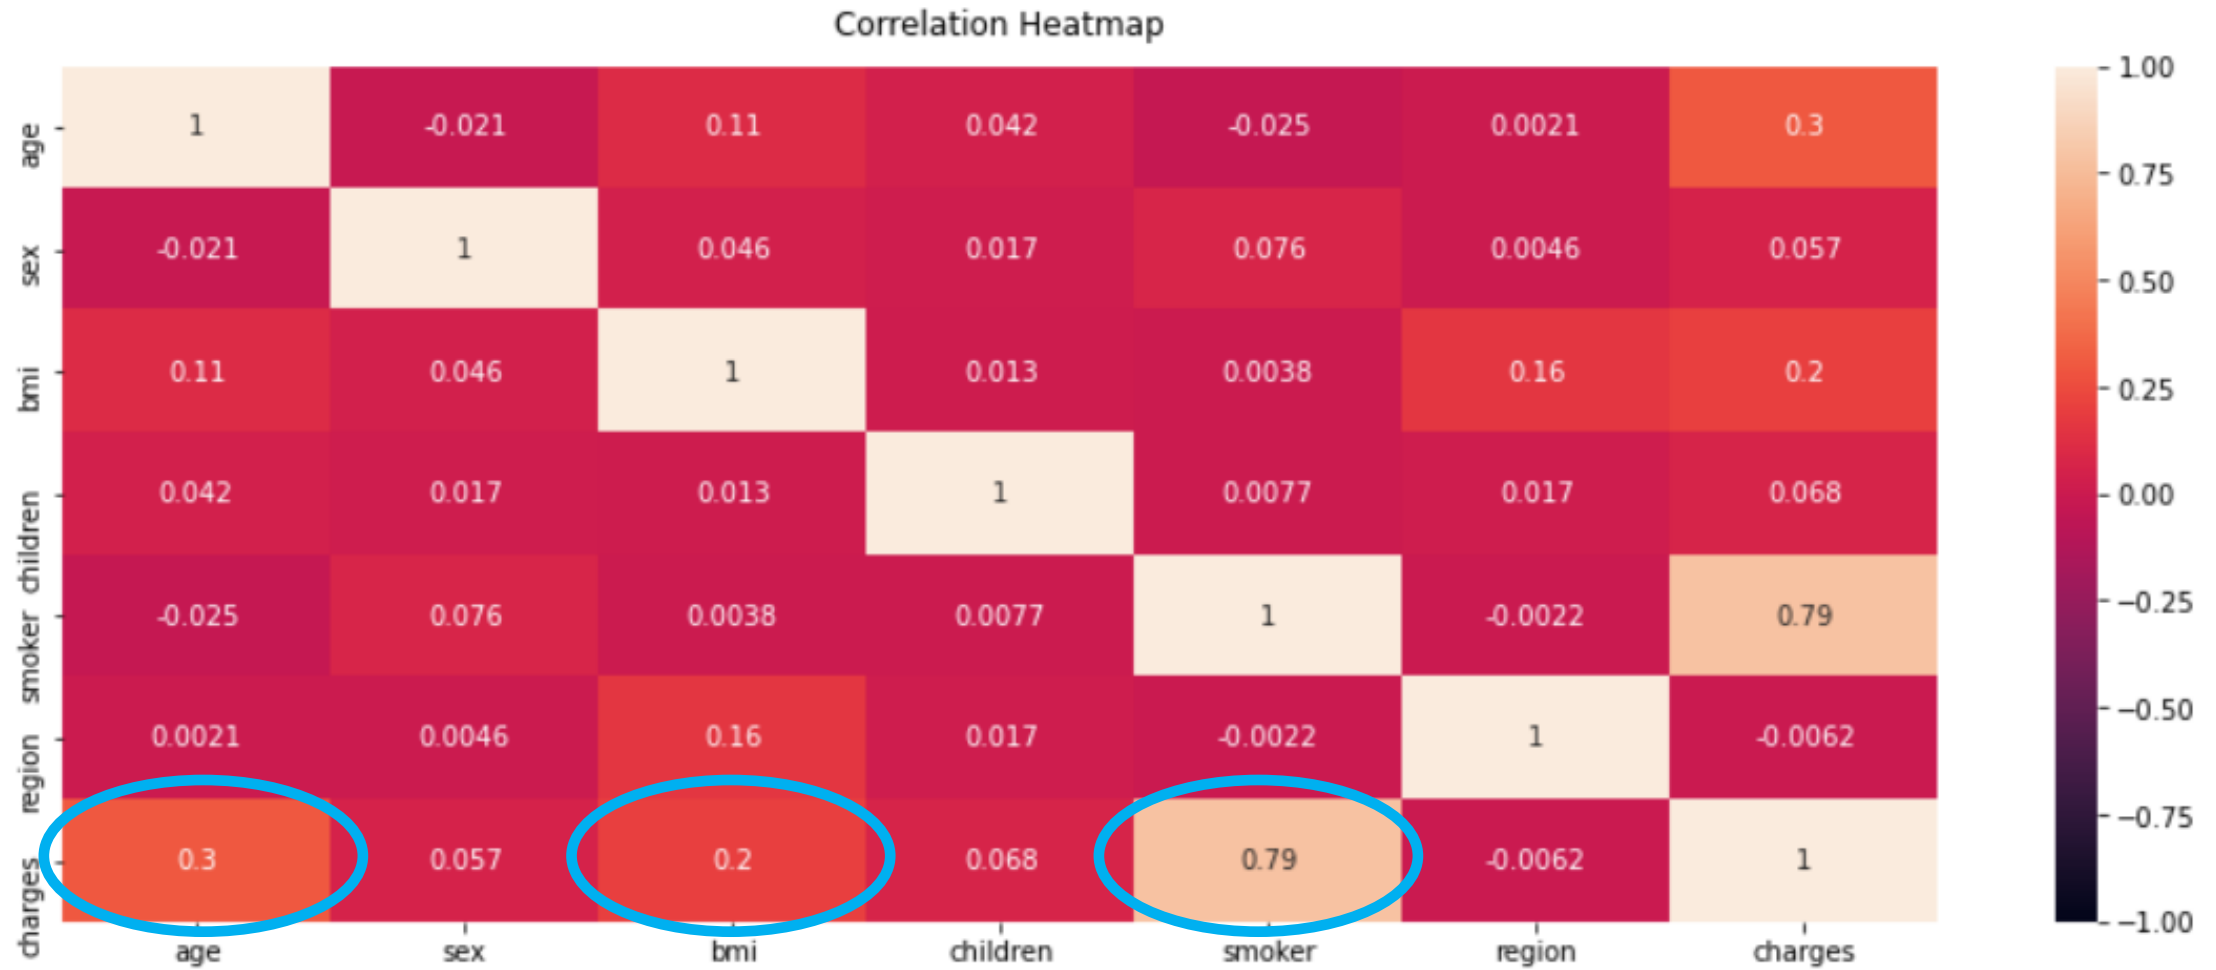 Correlation Heatmap
age 1 -0.021 0.11 0.042 -0.025 0.0021 0.3
sex -0.021 1 0.046 0.017 0.076 0.0046 0.057
bmi 0.11 0.046 1 0.013 0.0038 0.16 0.2
children 0.042 0.017 0.013 1 0.0077 0.017 0.068
smoker -0.025 0.076 0.0038 0.0077 1 -0.0022 0.79
region 0.0021 0.0046 0.16 0.017 -0.0022 1 -0.0062
charges 0.3 0.057 0.2 0.068 0.79 -0.0062 1
age sex bmi children smoker region charges
1.00
0.75
0.50
0.25
0.00
−0.25
−0.50
−0.75
−1.00